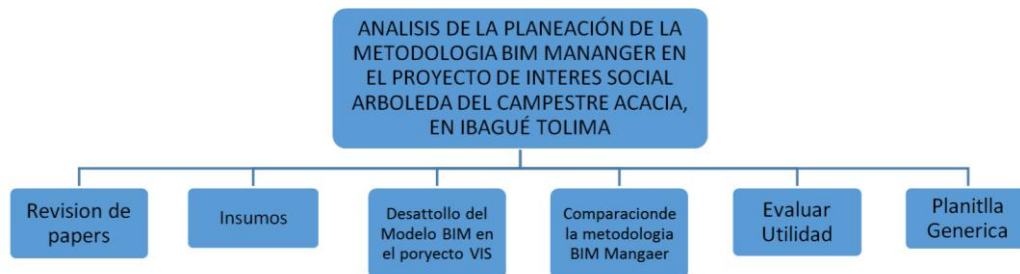 ANALISIS DE LA PLANEACIÓN DE LA
METODOLOGIA BIM MANANGER EN
EL PROYECTO DE INTERES SOCIAL
ARBOLEDA DEL CAMPESTRE ACACIA,
EN IBAGUÉ TOLIMA
Revision de
papers
Insumos
Desattollo del
Modelo BIM en
el poryecto VIS
Comparacionde
la metodologia
BIM Mangaer
Evaluar
Utilidad
Planitlla
Generica